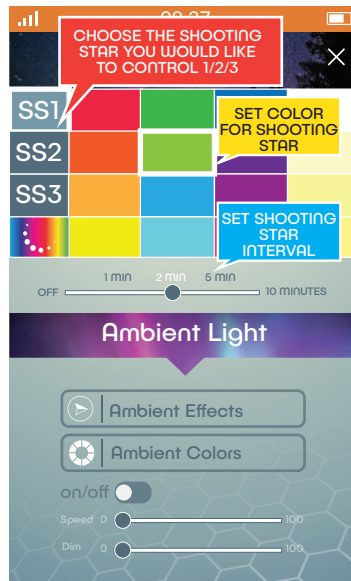 CHOOSE THE SHOOTING
STAR YOU WOULD LIKE
TO CONTROL 1/2/3
SS1
SET COLOR
FOR SHOOTING
STAR
SS2
SS3
SET SHOOTING
STAR
INTERVAL
1 min 2 min 5 min
OFF 10 MINUTES
Ambient Light
Ambient Effects
Ambient Colors
on/off
Speed 0 100
Dim 0 100